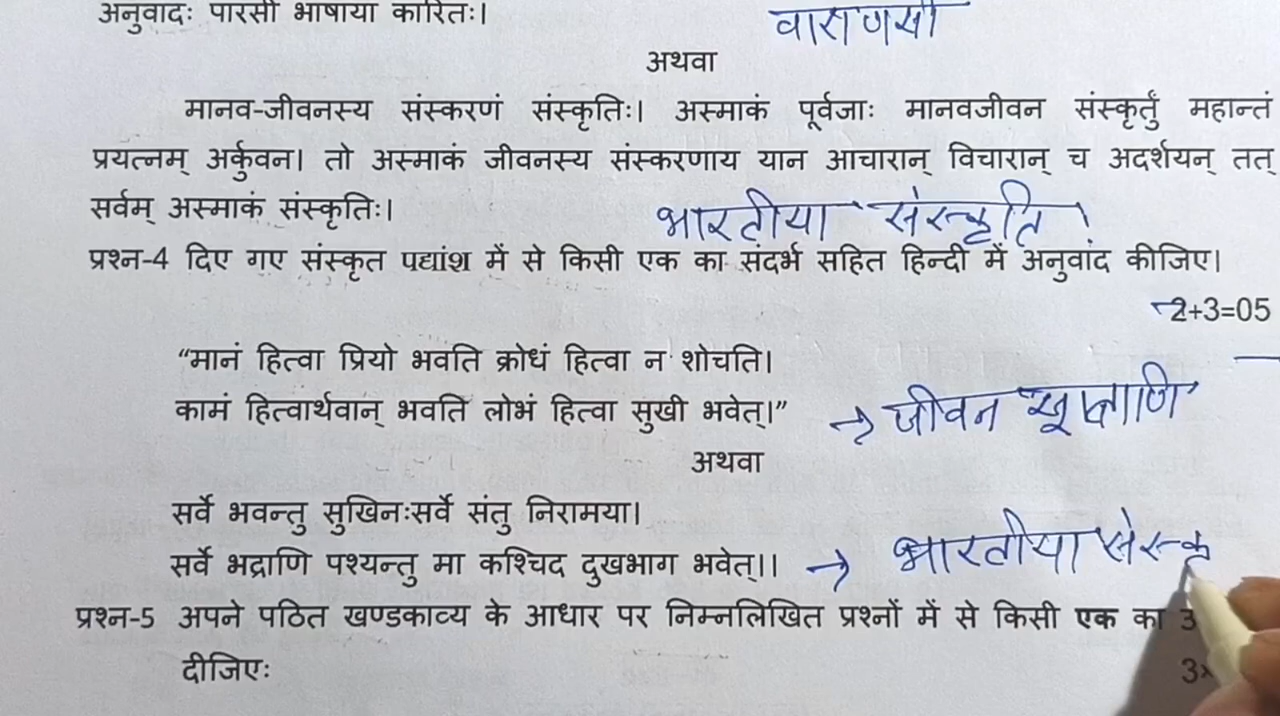 अनुवादः पारसी भाषायां कारितः।
वाराणसी
अथवा
मानव-जीवनस्य संस्करणं संस्कृतिः। अस्माकं पूर्वजाः मानवजीवन संस्कृर्तुं महान्तं
प्रयत्नम् अर्कुवन। तो अस्माकं जीवनस्य संस्करणाय यान आचारान् विचारान् च अदर्शयन् तत्
सर्वम् अस्माकं संस्कृतिः।
भारतीया संस्कृति।
प्रश्न-4 दिए गए संस्कृत पद्यांश में से किसी एक का संदर्भ सहित हिन्दी में अनुवाद कीजिए।
2+3=05
“मानं हित्वा प्रियो भवति क्रोधं हित्वा न शोचति।
कामं हित्वार्थवान् भवति लोभं हित्वा सुखी भवेत्।” → जीवन सूत्राणि
अथवा
सर्वे भवन्तु सुखिनःसर्वे संतु निरामया।
सर्वे भद्राणि पश्यन्तु मा कश्चिद दुखभाग भवेत्।। → भारतीया संस्क
प्रश्न-5 अपने पठित खण्डकाव्य के आधार पर निम्नलिखित प्रश्नों में से किसी एक का
दीजिएः